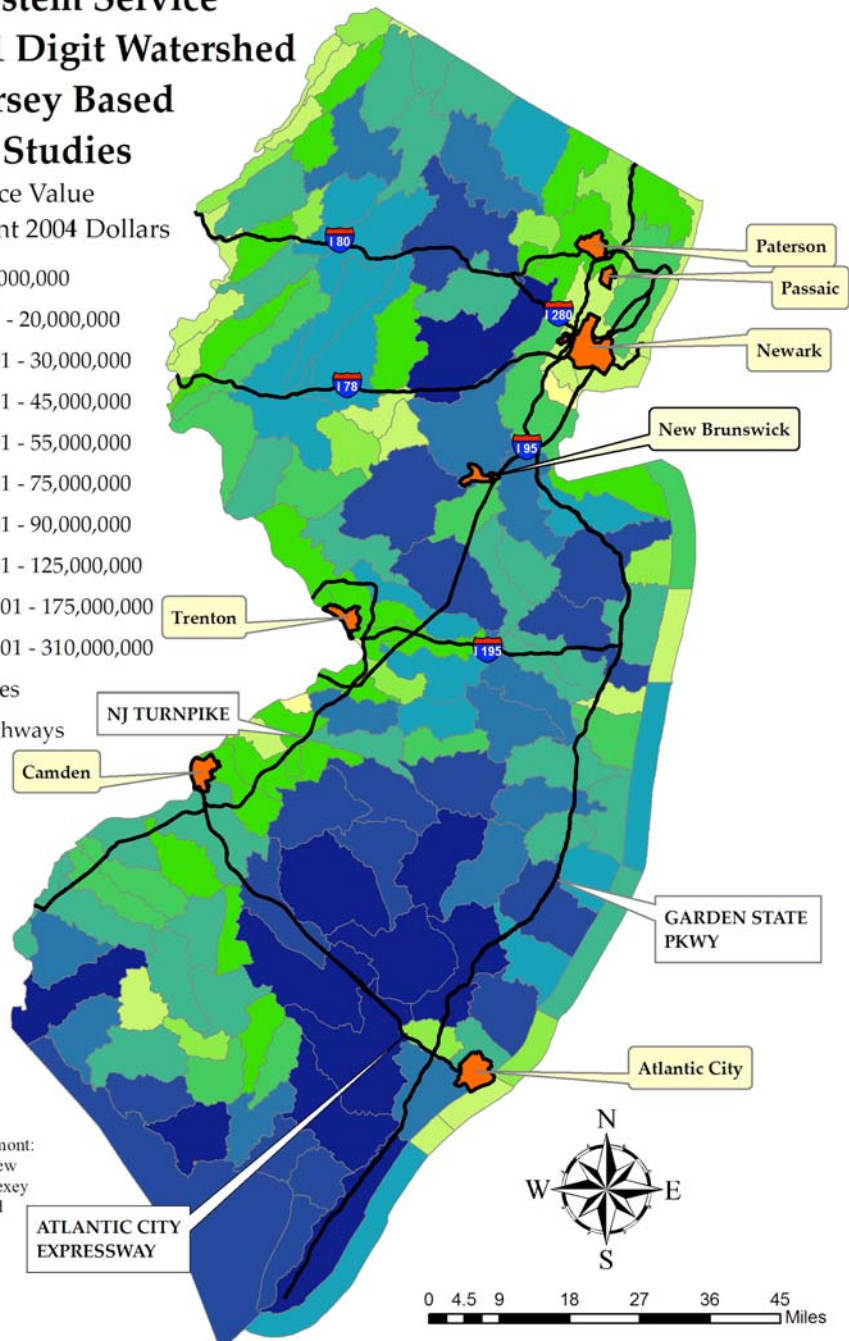 stem Service
Digit Watershed
rsey Based
Studies
ce Value
nt 2004 Dollars
000,000
- 20,000,000
1 - 30,000,000
1 - 45,000,000
1 - 55,000,000
1 - 75,000,000
1 - 90,000,000
1 - 125,000,000
01 - 175,000,000
01 - 310,000,000
es
ghways
I 80
Paterson
Passaic
I 280
Newark
I 78
New Brunswick
I 95
Trenton
I 195
NJ TURNPIKE
Camden
GARDEN STATE
PKWY
Atlantic City
mont:
ew
exey
d
ATLANTIC CITY
EXPRESSWAY
N
W
E
S
0 4.5 9 18 27 36 45
Miles